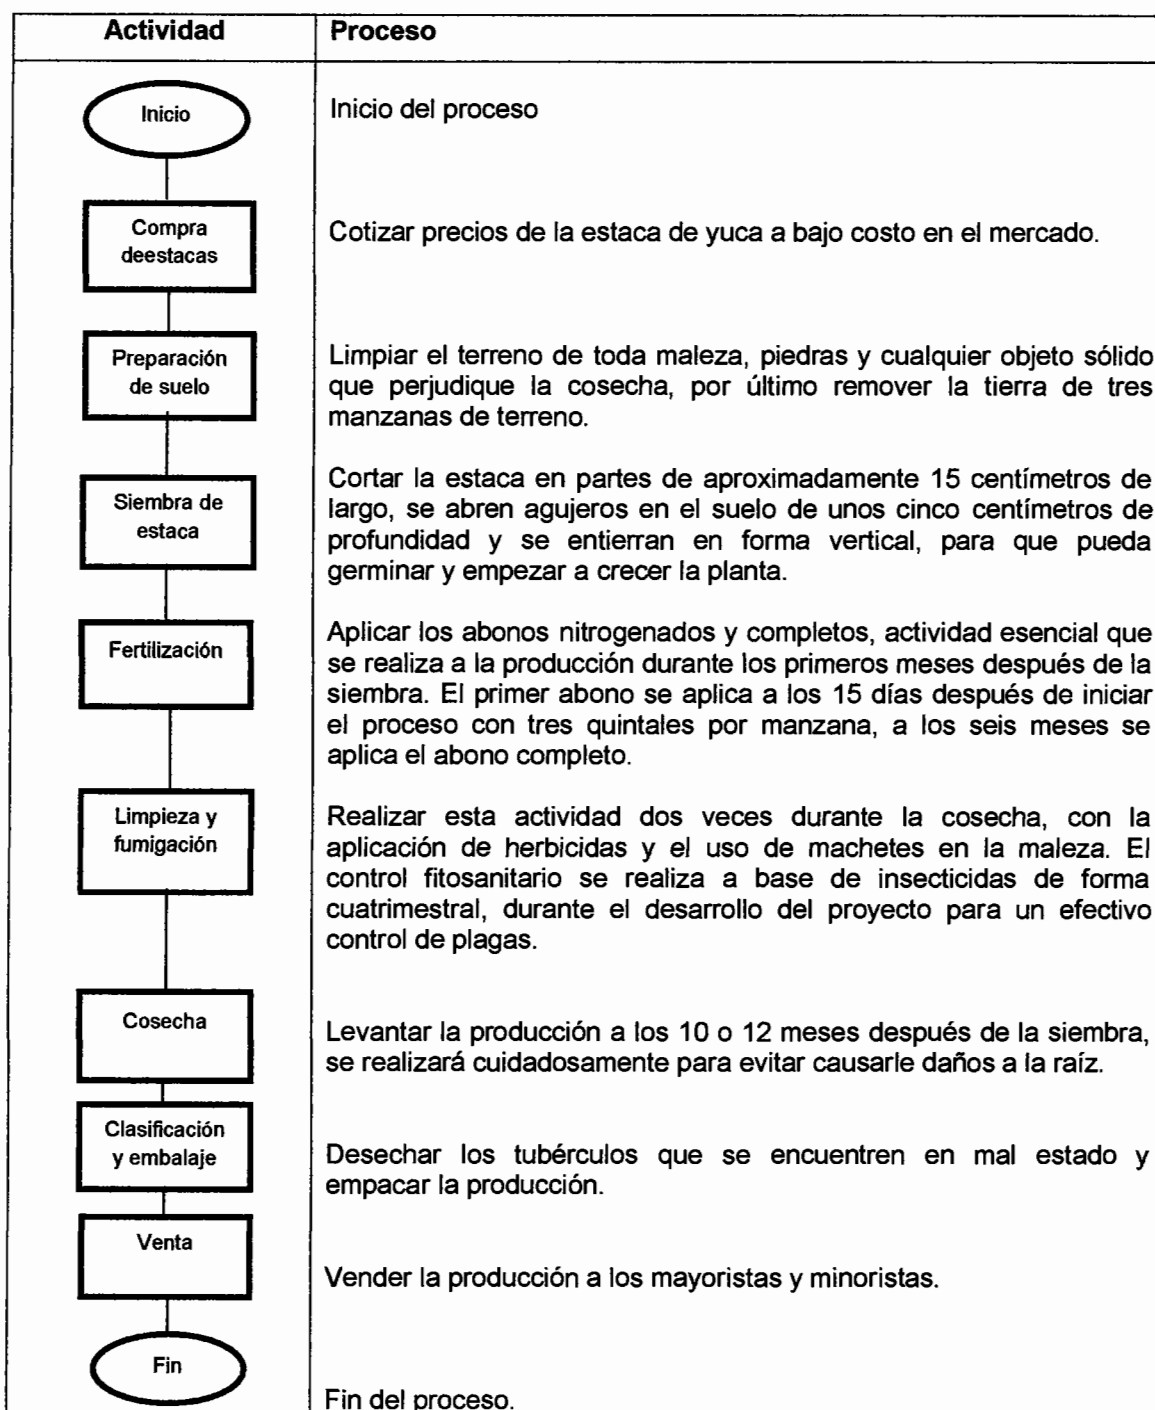 Actividad
Proceso
Inicio
Inicio del proceso
Compra
deestacas
Cotizar precios de la estaca de yuca a bajo costo en el mercado.
Preparación
de suelo
Limpiar el terreno de toda maleza, piedras y cualquier objeto sólido
que perjudique la cosecha, por último remover la tierra de tres
manzanas de terreno.
Siembra de
estaca
Cortar la estaca en partes de aproximadamente 15 centímetros de
largo, se abren agujeros en el suelo de unos cinco centímetros de
profundidad y se entierran en forma vertical, para que pueda
germinar y empezar a crecer la planta.
Fertilización
Aplicar los abonos nitrogenados y completos, actividad esencial que
se realiza a la producción durante los primeros meses después de la
siembra. El primer abono se aplica a los 15 días después de iniciar
el proceso con tres quintales por manzana, a los seis meses se
aplica el abono completo.
Limpieza y
fumigación
Realizar esta actividad dos veces durante la cosecha, con la
aplicación de herbicidas y el uso de machetes en la maleza. El
control fitosanitario se realiza a base de insecticidas de forma
cuatrimestral, durante el desarrollo del proyecto para un efectivo
control de plagas.
Cosecha
Levantar la producción a los 10 o 12 meses después de la siembra,
se realizará cuidadosamente para evitar causarle daños a la raíz.
Clasificación
y embalaje
Desechar los tubérculos que se encuentren en mal estado y
empacar la producción.
Venta
Vender la producción a los mayoristas y minoristas.
Fin
Fin del proceso.